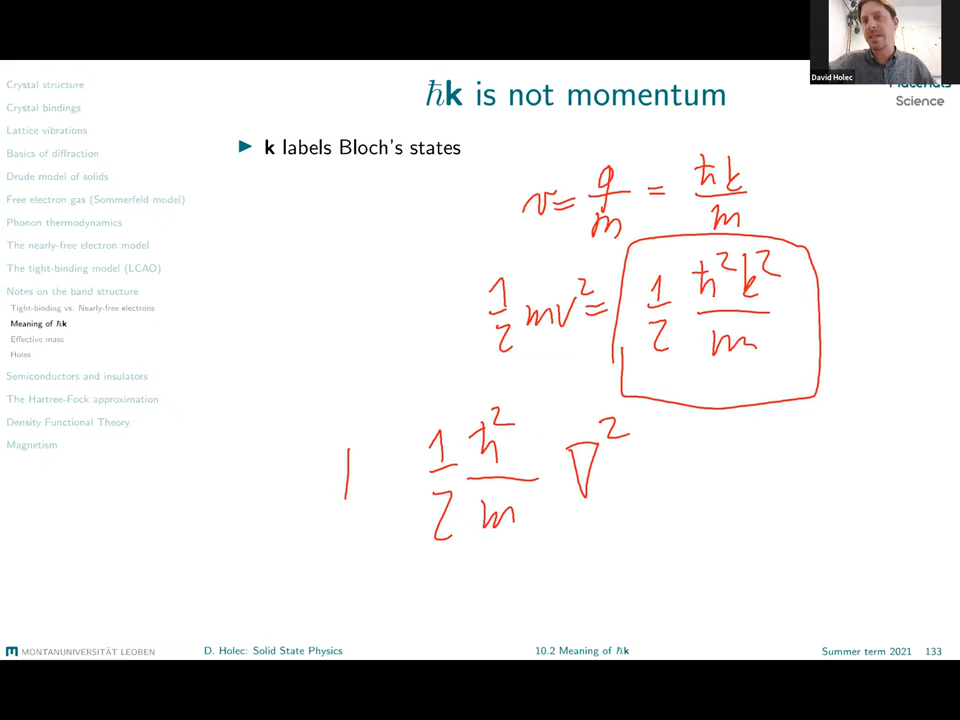 David Holec
Materials
Science
ħk is not momentum
Crystal structure
Crystal bindings
Lattice vibrations
Basics of diffraction
Drude model of solids
Free electron gas (Sommerfeld model)
Phonon thermodynamics
The nearly-free electron model
The tight-binding model (LCAO)
Notes on the band structure
Tight-binding vs. Nearly-free electrons
Meaning of ħk
Effective mass
Holes
Semiconductors and insulators
The Hartree-Fock approximation
Density Functional Theory
Magnetism
▶ k labels Bloch's states
v = p/m = ħk/m
1/2 mv² = 1/2 ħ²k²/m
1/2 ħ²/m ∇²
MONTANUNIVERSITÄT LEOBEN
D. Holec: Solid State Physics
10.2 Meaning of ħk
Summer term 2021 133